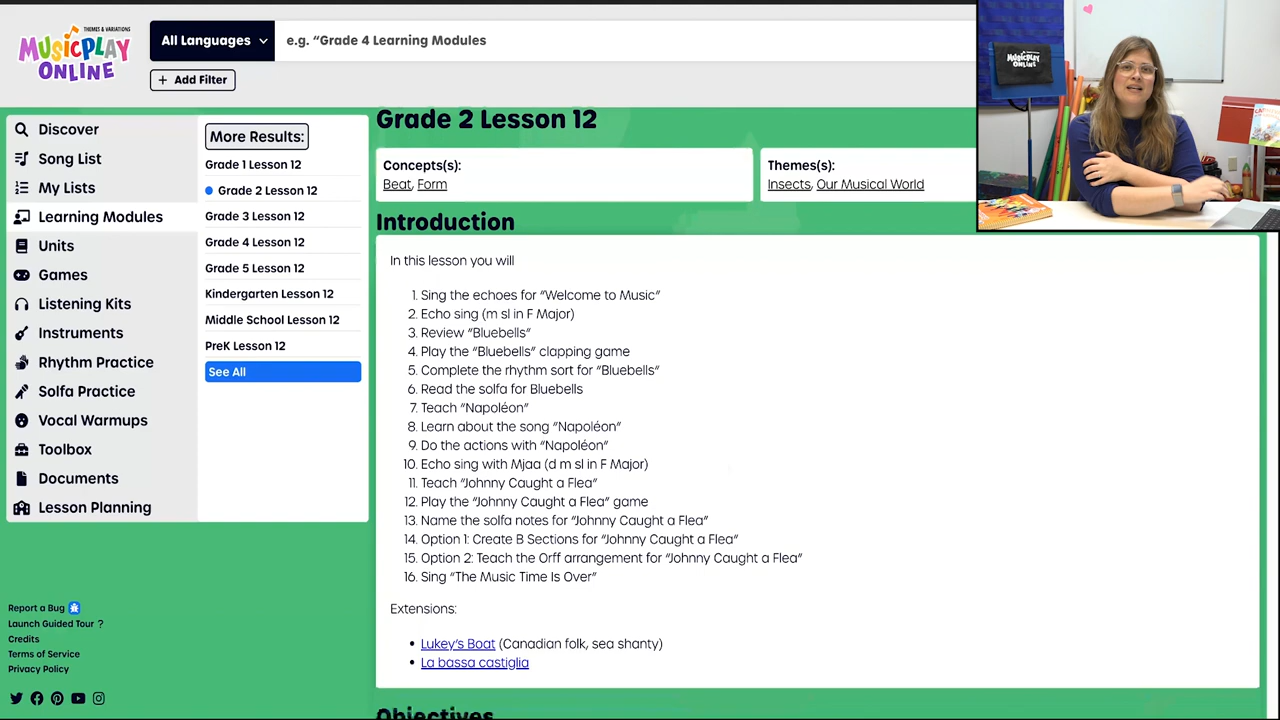 THEMES & VARIATIONS
MUSICPLAY
ONLINE
All Languages
e.g. “Grade 4 Learning Modules
+ Add Filter
Discover
Song List
My Lists
Learning Modules
Units
Games
Listening Kits
Instruments
Rhythm Practice
Solfa Practice
Vocal Warmups
Toolbox
Documents
Lesson Planning
More Results:
Grade 1 Lesson 12
Grade 2 Lesson 12
Grade 3 Lesson 12
Grade 4 Lesson 12
Grade 5 Lesson 12
Kindergarten Lesson 12
Middle School Lesson 12
PreK Lesson 12
See All
Report a Bug
Launch Guided Tour ?
Credits
Terms of Service
Privacy Policy
Grade 2 Lesson 12
Concepts(s):
Beat, Form
Themes(s):
Insects, Our Musical World
Introduction
In this lesson you will
1. Sing the echoes for “Welcome to Music”
2. Echo sing (m sl in F Major)
3. Review “Bluebells”
4. Play the “Bluebells” clapping game
5. Complete the rhythm sort for “Bluebells”
6. Read the solfa for Bluebells
7. Teach “Napoléon”
8. Learn about the song “Napoléon”
9. Do the actions with “Napoléon”
10. Echo sing with Mjaa (d m sl in F Major)
11. Teach “Johnny Caught a Flea”
12. Play the “Johnny Caught a Flea” game
13. Name the solfa notes for “Johnny Caught a Flea”
14. Option 1: Create B Sections for “Johnny Caught a Flea”
15. Option 2: Teach the Orff arrangement for “Johnny Caught a Flea”
16. Sing “The Music Time Is Over”
Extensions:
• Lukey’s Boat (Canadian folk, sea shanty)
• La bassa castiglia
Objectives
MUSICPLAY
ONLINE